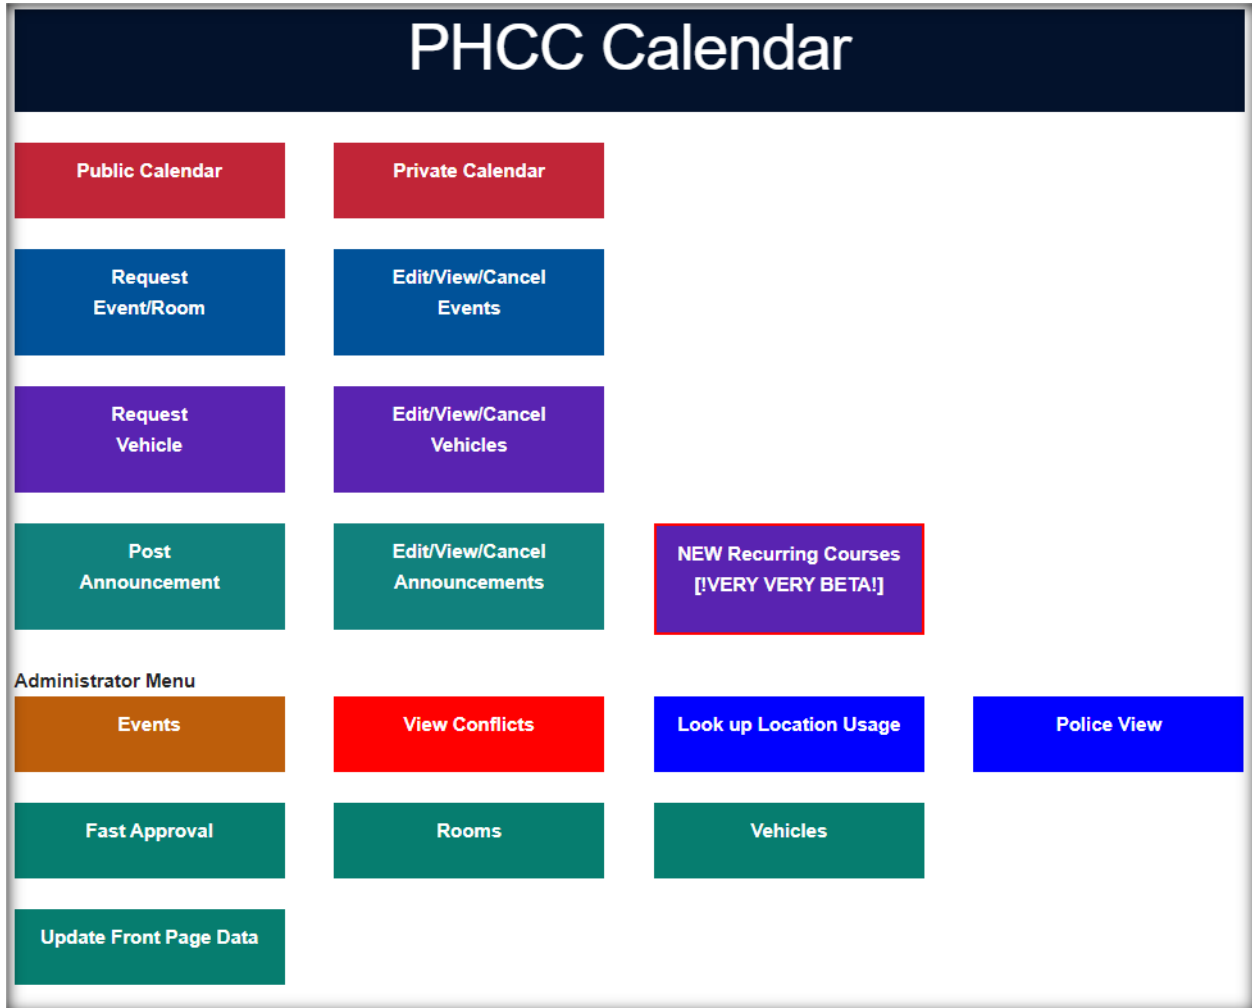 PHCC Calendar
Public Calendar
Private Calendar
Request
Event/Room
Edit/View/Cancel
Events
Request
Vehicle
Edit/View/Cancel
Vehicles
Post
Announcement
Edit/View/Cancel
Announcements
NEW Recurring Courses
[!VERY VERY BETA!]
Administrator Menu
Events
View Conflicts
Look up Location Usage
Police View
Fast Approval
Rooms
Vehicles
Update Front Page Data